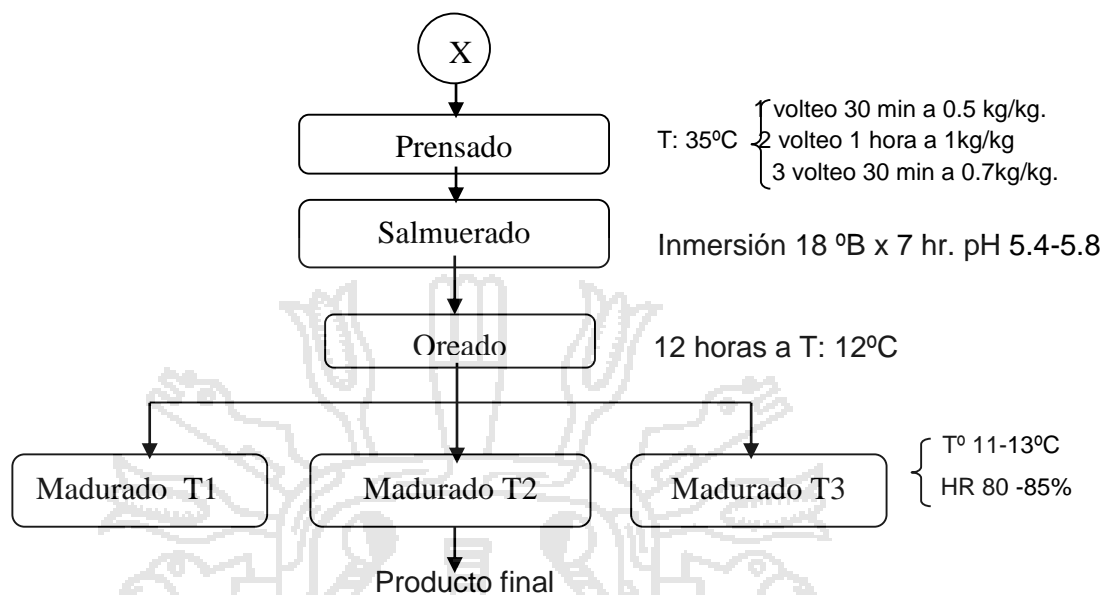 X
Prensado
T: 35ºC
1 volteo 30 min a 0.5 kg/kg.
2 volteo 1 hora a 1kg/kg
3 volteo 30 min a 0.7kg/kg.
Salmuerado
Inmersión 18 ºB x 7 hr. pH 5.4-5.8
Oreado
12 horas a T: 12ºC
Madurado T1
Madurado T2
Madurado T3
Tº 11-13ºC
HR 80 -85%
Producto final